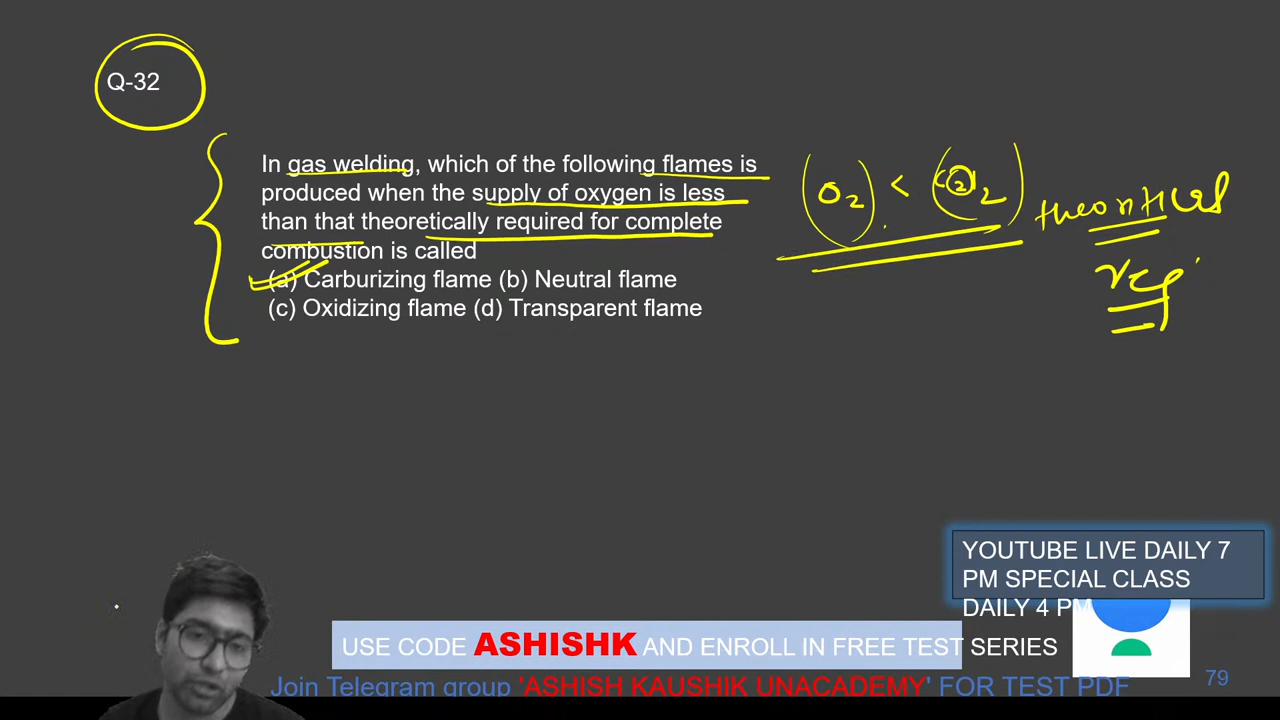 Q-32
In gas welding, which of the following flames is
produced when the supply of oxygen is less
than that theoretically required for complete
combustion is called
(a) Carburizing flame (b) Neutral flame
(c) Oxidizing flame (d) Transparent flame
O2 < O2
req
YOUTUBE LIVE DAILY 7
PM SPECIAL CLASS
DAILY 4 PM
USE CODE ASHISHK AND ENROLL IN FREE TEST SERIES
Join Telegram group 'ASHISH KAUSHIK UNACADEMY' FOR TEST PDF
79